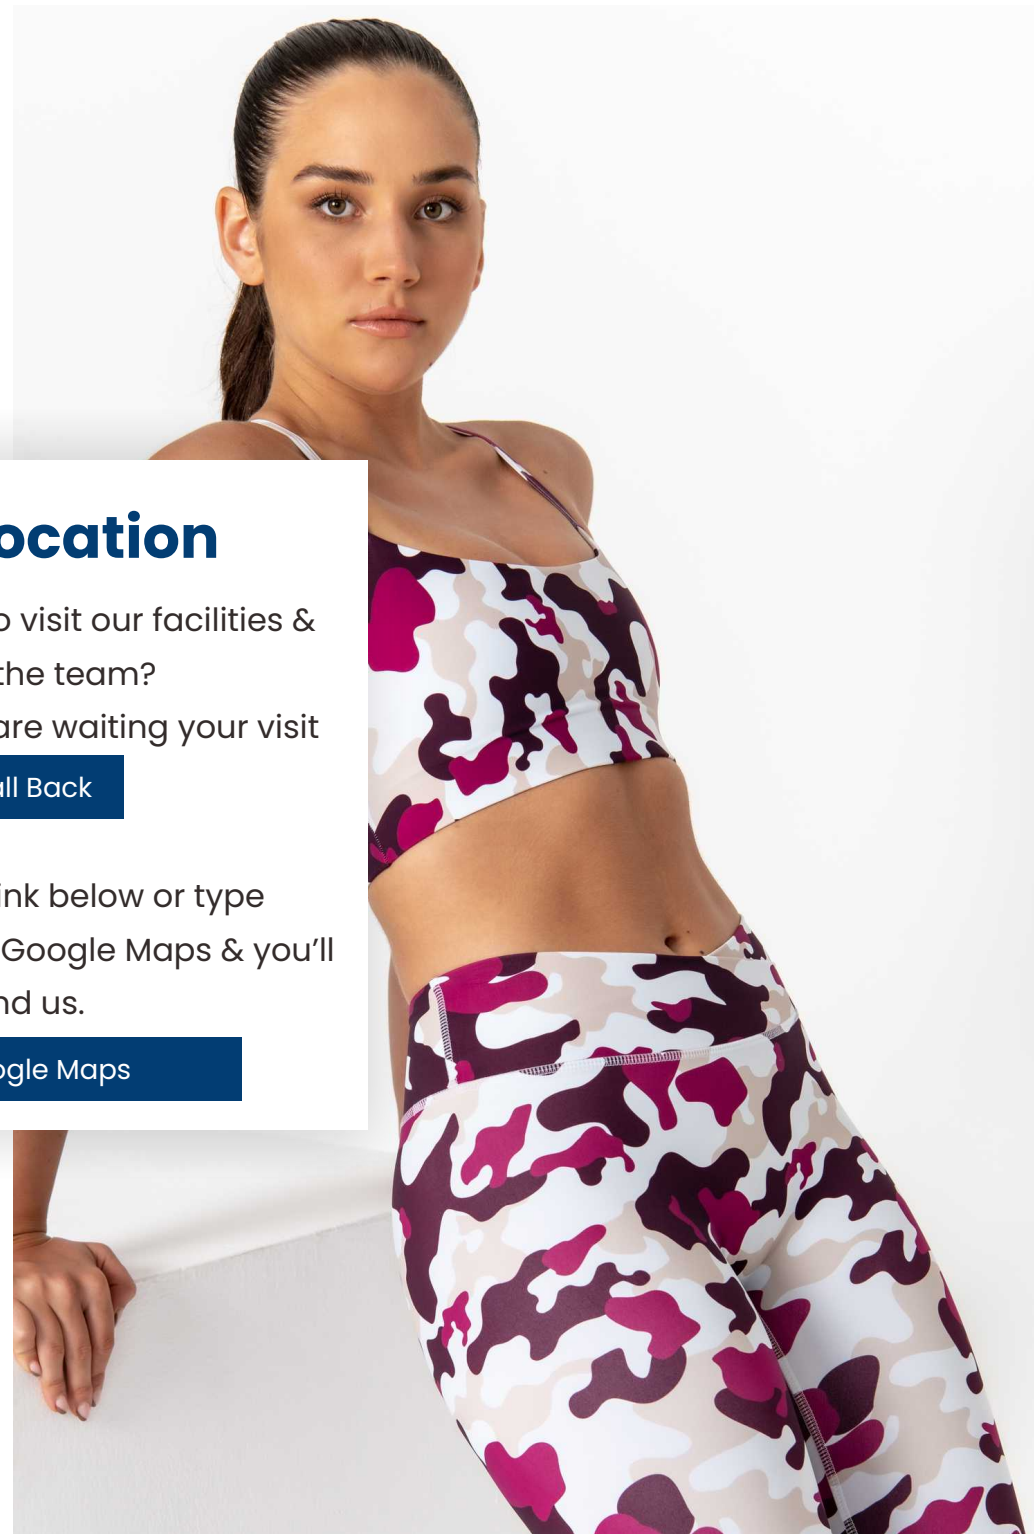 ocation
o visit our facilities &
the team?
are waiting your visit
all Back
ink below or type
Google Maps & you’ll
nd us.
ogle Maps